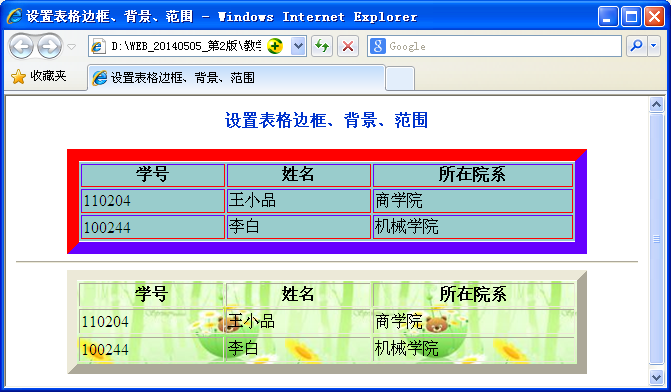 设置表格边框、背景、范围 - Windows Internet Explorer
D:\WEB_20140505_第2版\教学
Google
收藏夹
设置表格边框、背景、范围
设置表格边框、背景、范围
学号 姓名 所在院系
110204 王小品 商学院
100244 李白 机械学院
学号 姓名 所在院系
110204 王小品 商学院
100244 李白 机械学院